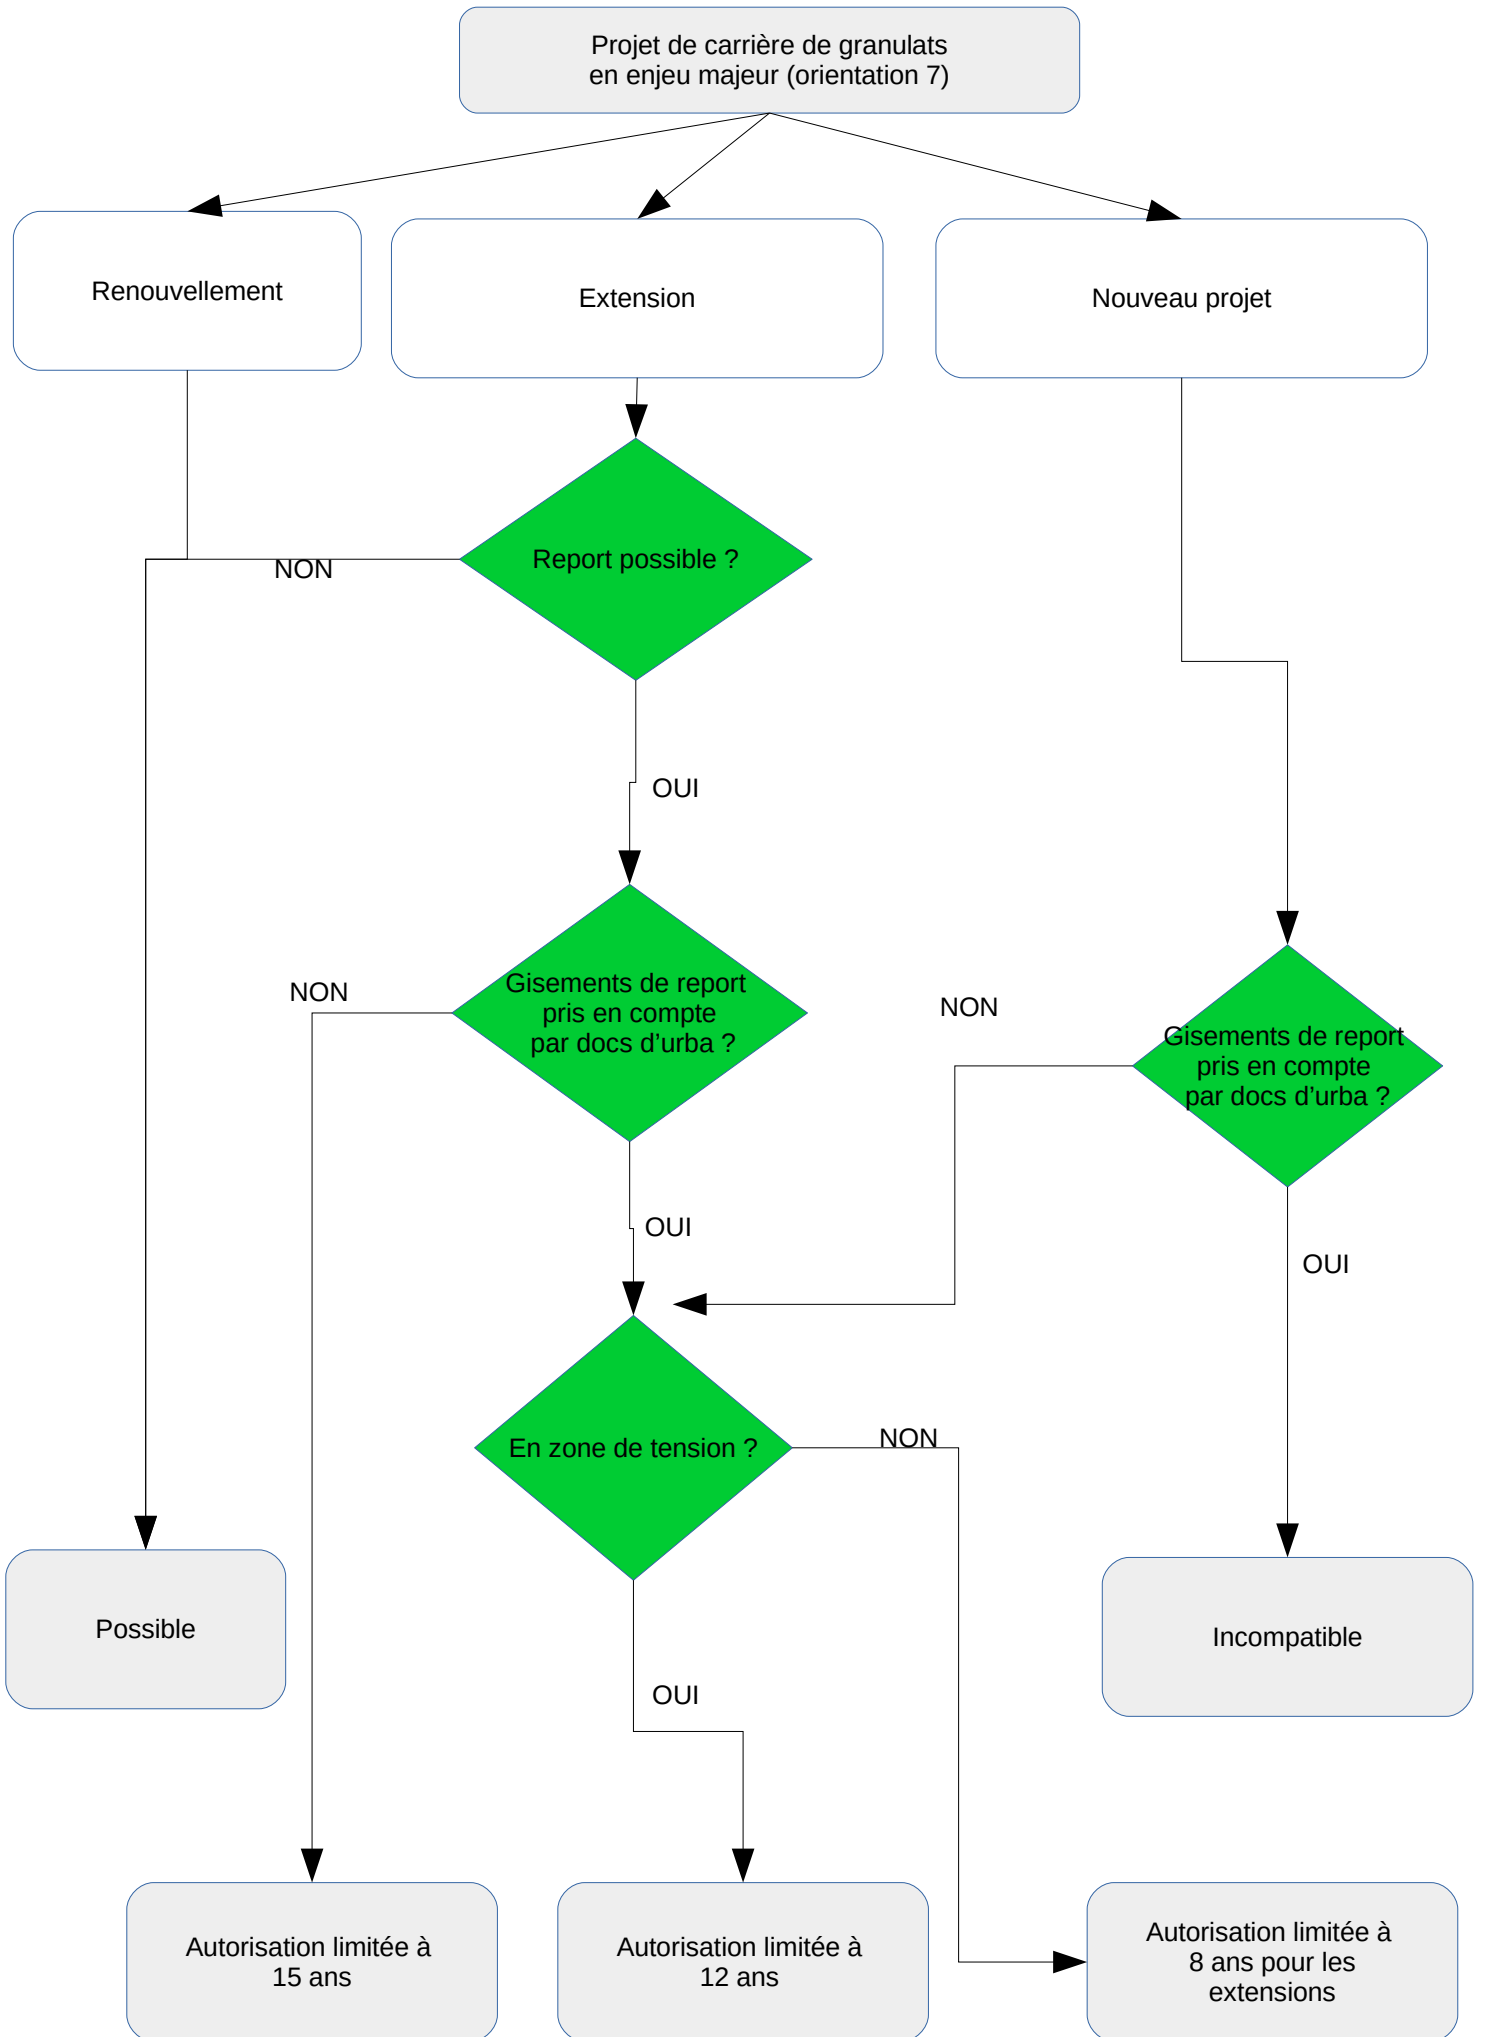 Projet de carrière de granulats
en enjeu majeur (orientation 7)
Renouvellement
Extension
Nouveau projet
Report possible ?
NON
OUI
Gisements de report
pris en compte
par docs d’urba ?
NON
NON
Gisements de report
pris en compte
par docs d’urba ?
OUI
OUI
En zone de tension ?
NON
Possible
Incompatible
OUI
Autorisation limitée à
15 ans
Autorisation limitée à
12 ans
Autorisation limitée à
8 ans pour les
extensions